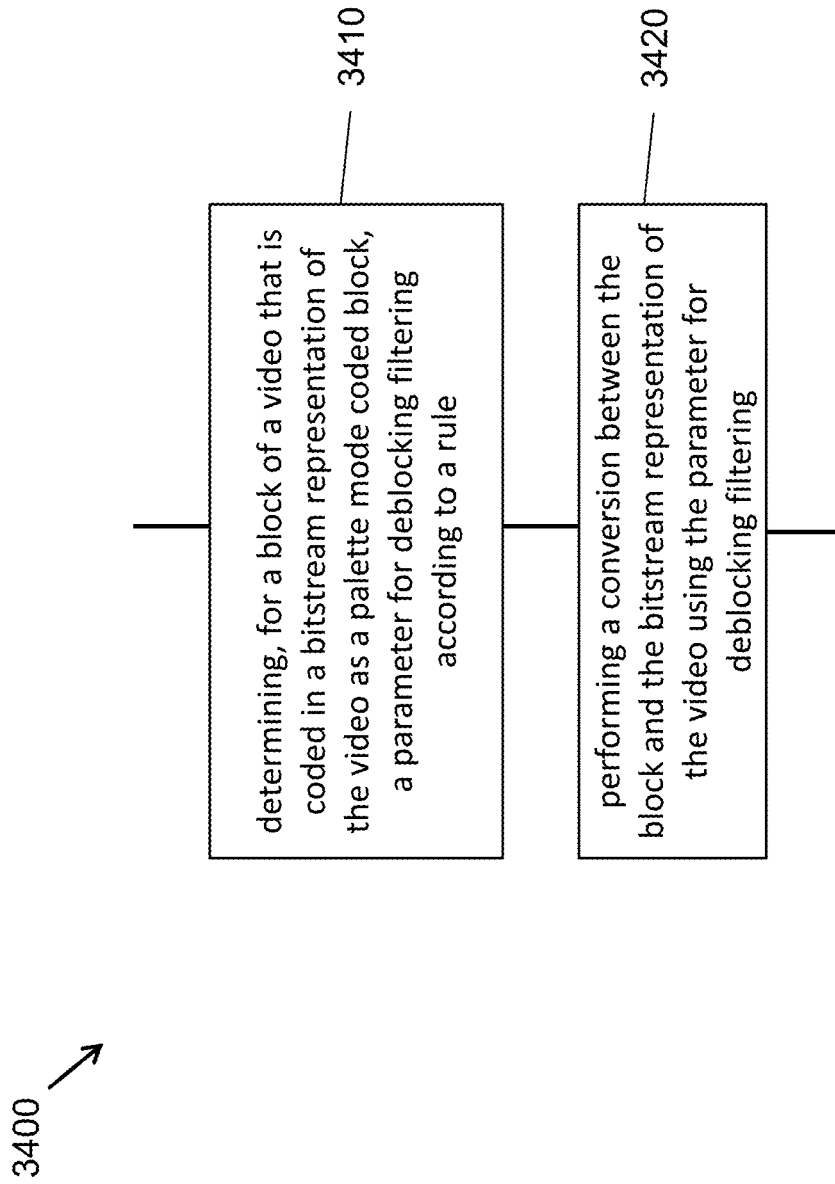 3400
determining, for a block of a video that is
coded in a bitstream representation of
the video as a palette mode coded block,
a parameter for deblocking filtering
according to a rule
3410
performing a conversion between the
block and the bitstream representation of
the video using the parameter for
deblocking filtering
3420